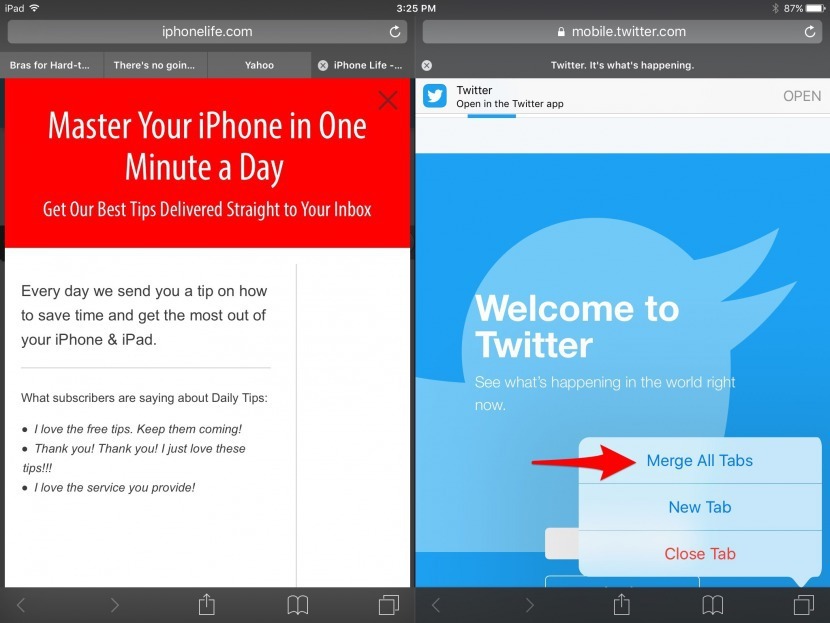 iPad
3:25 PM
87%
iphonelife.com
mobile.twitter.com
Bras for Hard-t...
There's no goin...
Yahoo
iPhone Life -...
Twitter. It's what's happening.
Master Your iPhone in One
Minute a Day
Get Our Best Tips Delivered Straight to Your Inbox
Every day we send you a tip on how
to save time and get the most out of
your iPhone & iPad.
What subscribers are saying about Daily Tips:
● I love the free tips. Keep them coming!
● Thank you! Thank you! I just love these
tips!!!
● I love the service you provide!
Twitter
Open in the Twitter app
OPEN
Welcome to
Twitter
See what's happening in the world right
now.
Merge All Tabs
New Tab
Close Tab